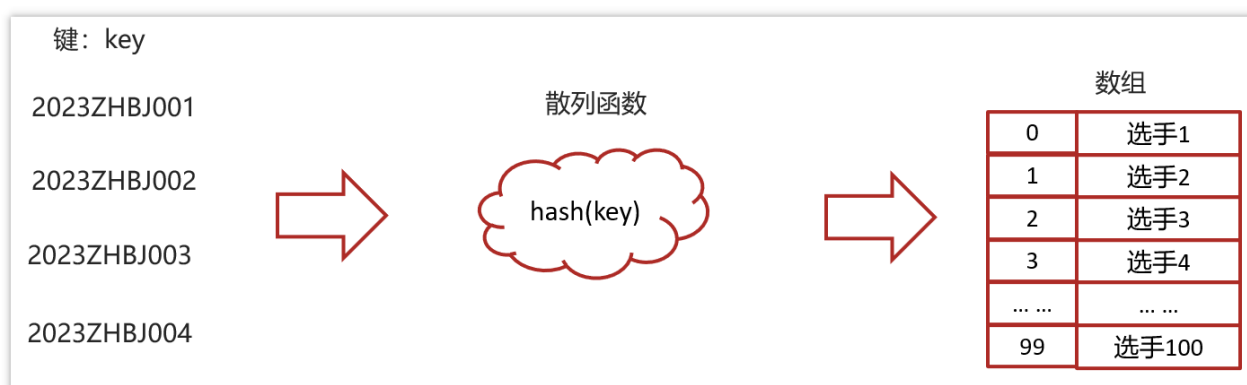 键：key
2023ZHBJ001
2023ZHBJ002
2023ZHBJ003
2023ZHBJ004
散列函数
hash(key)
数组
0 选手1
1 选手2
2 选手3
3 选手4
... ... ... ...
99 选手100